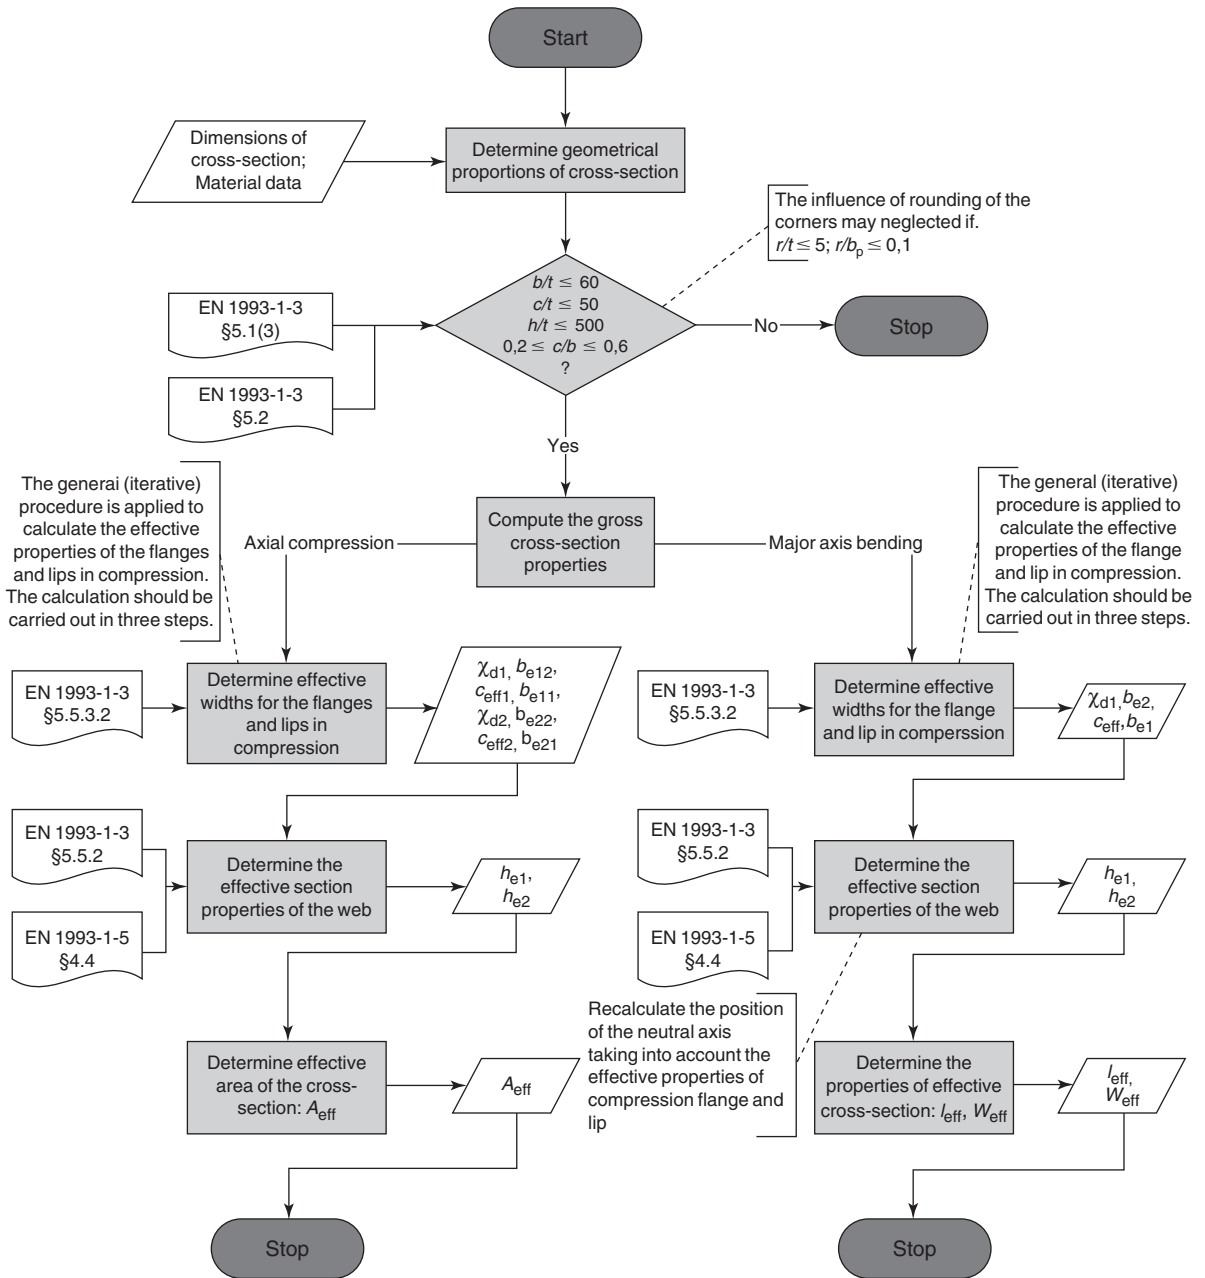 Start
Dimensions of
cross-section;
Material data
Determine geometrical
proportions of cross-section
The influence of rounding of the
corners may neglected if.
r/t ≤ 5; r/bp ≤ 0,1
b/t ≤ 60
c/t ≤ 50
h/t ≤ 500
0,2 ≤ c/b ≤ 0,6
?
EN 1993-1-3
§5.1(3)
EN 1993-1-3
§5.2
No
Stop
Yes
The generai (iterative)
procedure is applied to
calculate the effective
properties of the flanges
and lips in compression.
The calculation should be
carried out in three steps.
Axial compression
Compute the gross
cross-section
properties
Major axis bending
The general (iterative)
procedure is applied to
calculate the effective
properties of the flange
and lip in compression.
The calculation should be
carried out in three steps.
EN 1993-1-3
§5.5.3.2
Determine effective
widths for the flanges
and lips in
compression
χd1, be12,
ceff1, be11,
χd2, be22,
ceff2, be21
EN 1993-1-3
§5.5.3.2
Determine effective
widths for the flange
and lip in comperssion
χd1,be2,
ceff,be1
EN 1993-1-3
§5.5.2
EN 1993-1-5
§4.4
Determine the
effective section
properties of the web
he1,
he2
EN 1993-1-3
§5.5.2
EN 1993-1-5
§4.4
Determine the
effective section
properties of the web
he1,
he2
Recalculate the position
of the neutral axis
taking into account the
effective properties of
compression flange and
lip
Determine effective
area of the cross-
section: Aeff
Aeff
Determine the
properties of effective
cross-section: Ieff, Weff
Ieff,
Weff
Stop
Stop